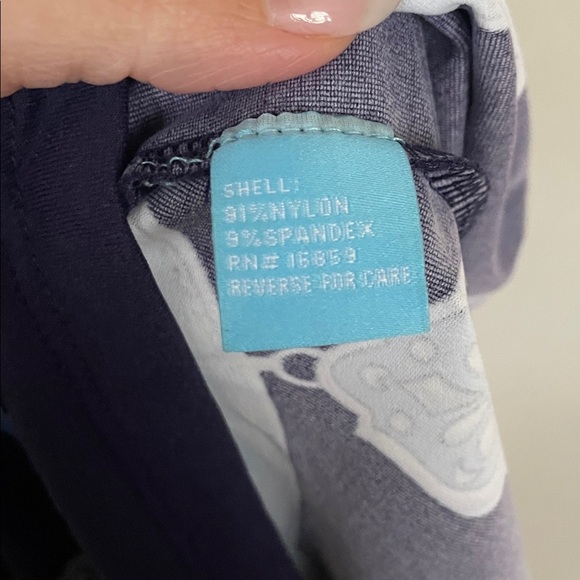 SHELL:
91%NYLON
9%SPANDEX
RN# 16859
REVERSE FOR CARE